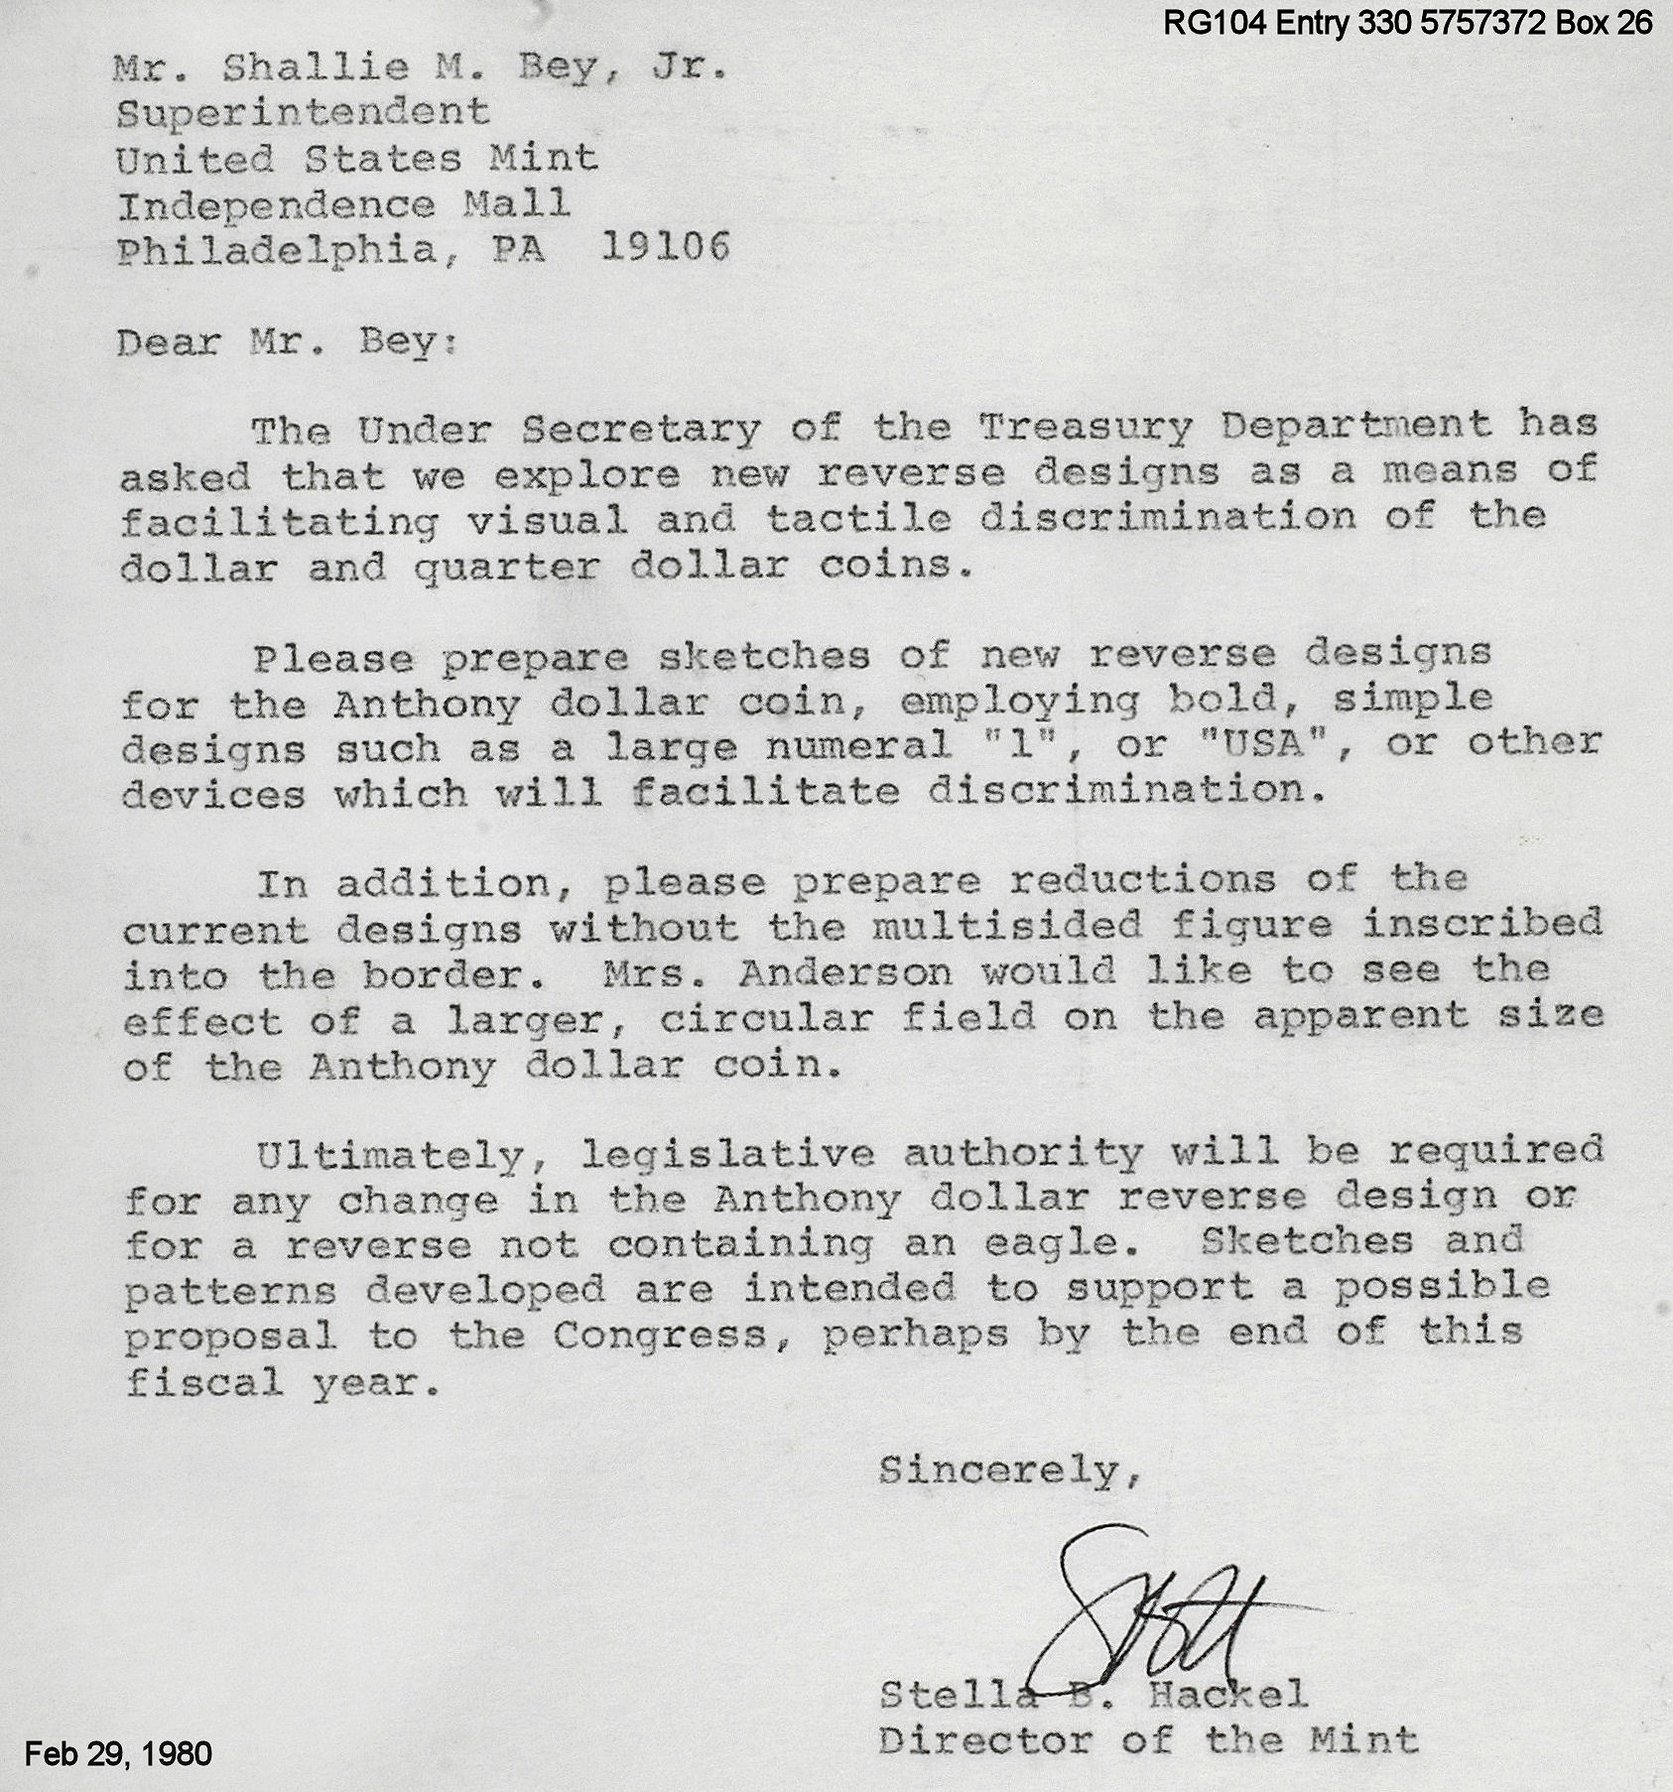 RG104 Entry 330 5757372 Box 26
Mr. Shallie M. Bey, Jr.
Superintendent
United States Mint
Independence Mall
Philadelphia, PA  19106
Dear Mr. Bey:
The Under Secretary of the Treasury Department has
asked that we explore new reverse designs as a means of
facilitating visual and tactile discrimination of the
dollar and quarter dollar coins.
Please prepare sketches of new reverse designs
for the Anthony dollar coin, employing bold, simple
designs such as a large numeral "1", or "USA", or other
devices which will facilitate discrimination.
In addition, please prepare reductions of the
current designs without the multisided figure inscribed
into the border.  Mrs. Anderson would like to see the
effect of a larger, circular field on the apparent size
of the Anthony dollar coin.
Ultimately, legislative authority will be required
for any change in the Anthony dollar reverse design or
for a reverse not containing an eagle.  Sketches and
patterns developed are intended to support a possible
proposal to the Congress, perhaps by the end of this
fiscal year.
Sincerely,
Stella B. Hackel
Director of the Mint
Feb 29, 1980